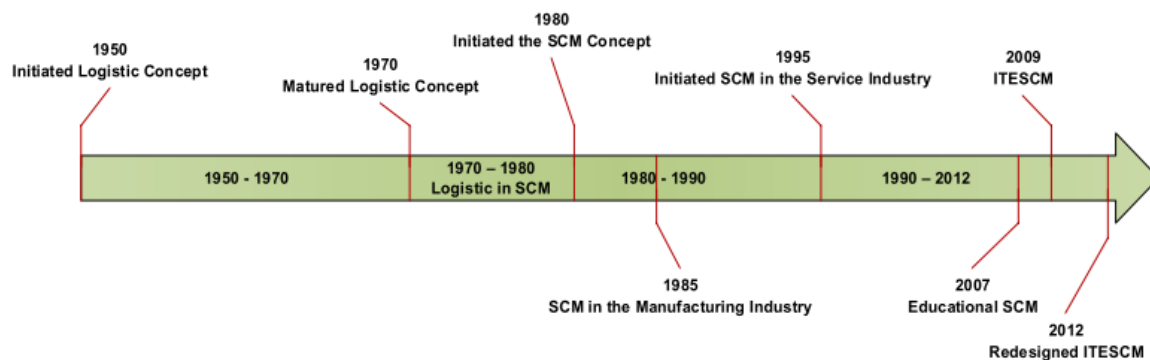 1950
Initiated Logistic Concept
1970
Matured Logistic Concept
1980
Initiated the SCM Concept
1995
Initiated SCM in the Service Industry
2009
ITESCM
1950 - 1970
1970 – 1980
Logistic in SCM
1980 - 1990
1990 – 2012
1985
SCM in the Manufacturing Industry
2007
Educational SCM
2012
Redesigned ITESCM